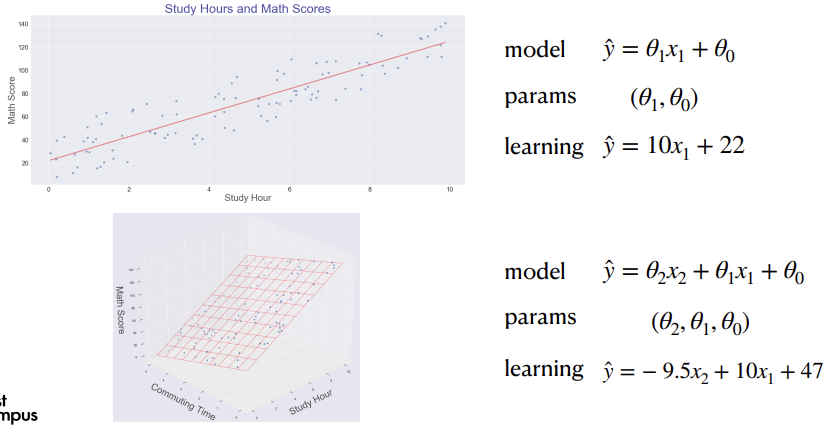 Study Hours and Math Scores
140
120
100
80
60
40
20
Math Score
0 2 4 6 8 10
Study Hour
model ŷ = θ₁x₁ + θ₀
params (θ₁, θ₀)
learning ŷ = 10x₁ + 22
Math Score
Commuting Time
Study Hour
model ŷ = θ₂x₂ + θ₁x₁ + θ₀
params (θ₂, θ₁, θ₀)
learning ŷ = − 9.5x₂ + 10x₁ + 47
st
mpus